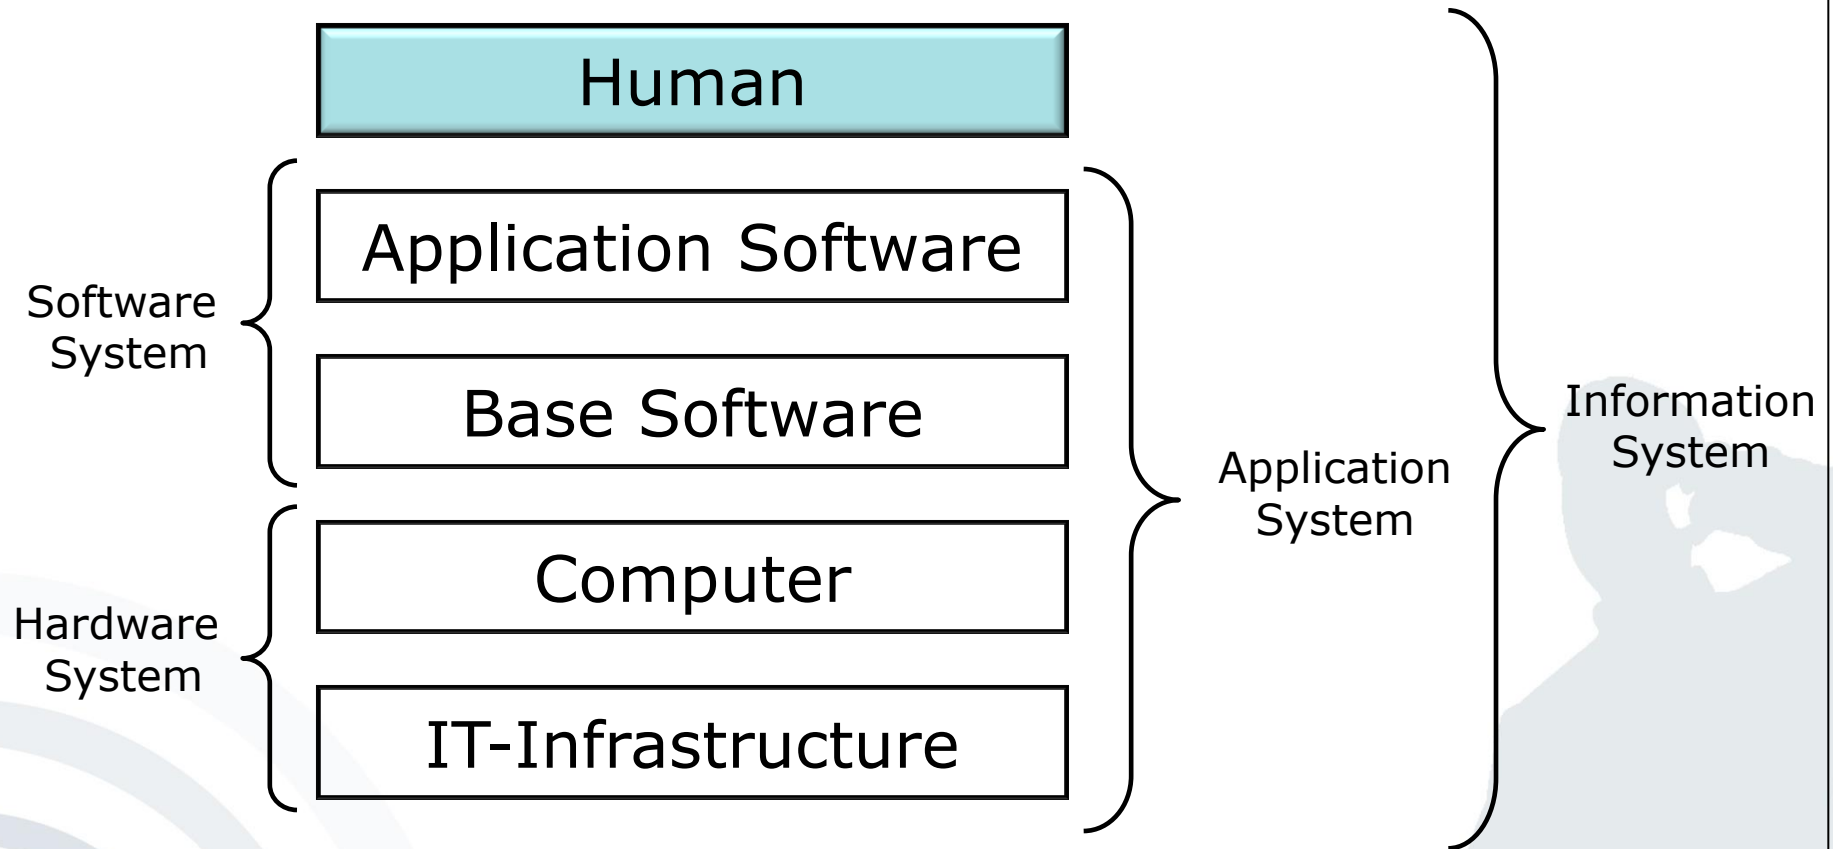 Human
Application Software
Software
System
Base Software
Information
System
Application
System
Computer
Hardware
System
IT-Infrastructure